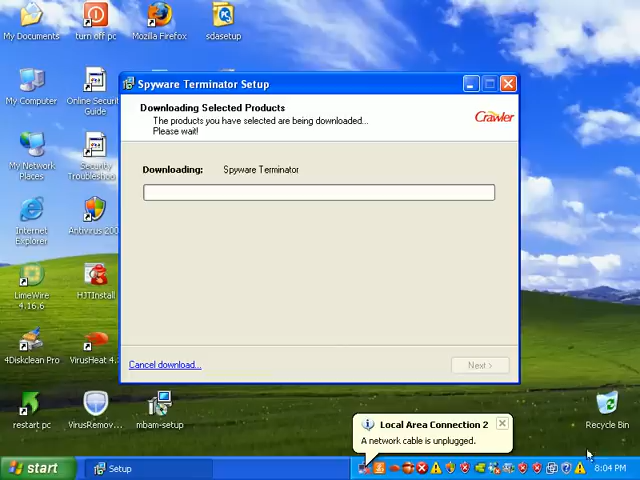 My Documents
turn off pc
Mozilla Firefox
sdasetup
My Computer
Online Securit
Guide
My Network
Places
Security
Troubleshoo
Internet
Explorer
Antivirus 200
LimeWire
4.16.6
HJTInstall
4Diskclean Pro
VirusHeat 4.
restart pc
VirusRemov...
mbam-setup
Recycle Bin
Spyware Terminator Setup
Downloading Selected Products
The products you have selected are being downloaded...
Please wait!
Crawler
Downloading: Spyware Terminator
Cancel download...
Next >
Local Area Connection 2
A network cable is unplugged.
start
Setup
8:04 PM